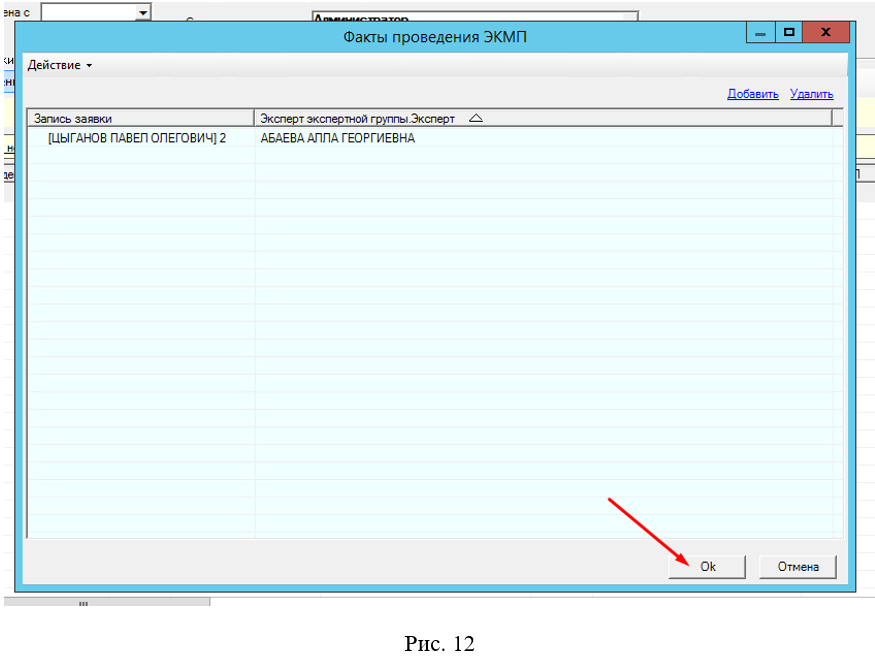 ена с
Администратор
Факты проведения ЭКМП
Действие
Добавить Удалить
Запись заявки Эксперт экспертной группы.Эксперт
[ЦЫГАНОВ ПАВЕЛ ОЛЕГОВИЧ] 2 АБАЕВА АЛЛА ГЕОРГИЕВНА
Ok Отмена
Рис. 12